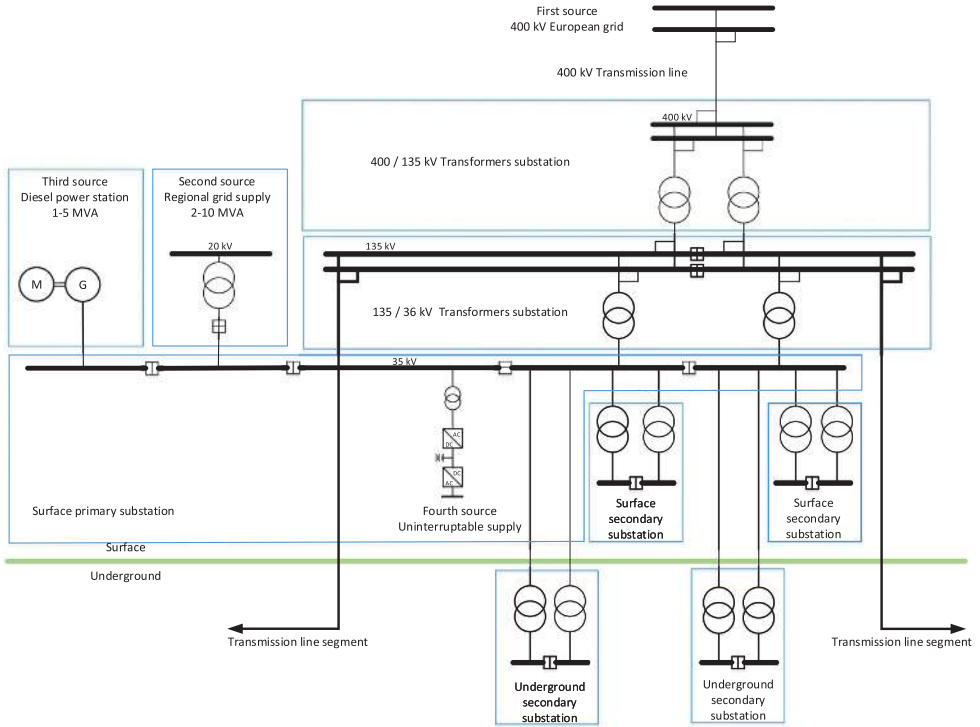 First source
400 kV European grid
400 kV Transmission line
400 kV
400 / 135 kV Transformers substation
Third source
Diesel power station
1-5 MVA
Second source
Regional grid supply
2-10 MVA
20 kV
135 kV
M
G
135 / 36 kV Transformers substation
35 kV
AC
DC
DC
AC
Surface primary substation
Fourth source
Uninterruptable supply
Surface
secondary
substation
Surface
secondary
substation
Surface
Underground
Transmission line segment
Transmission line segment
Underground
secondary
substation
Underground
secondary
substation